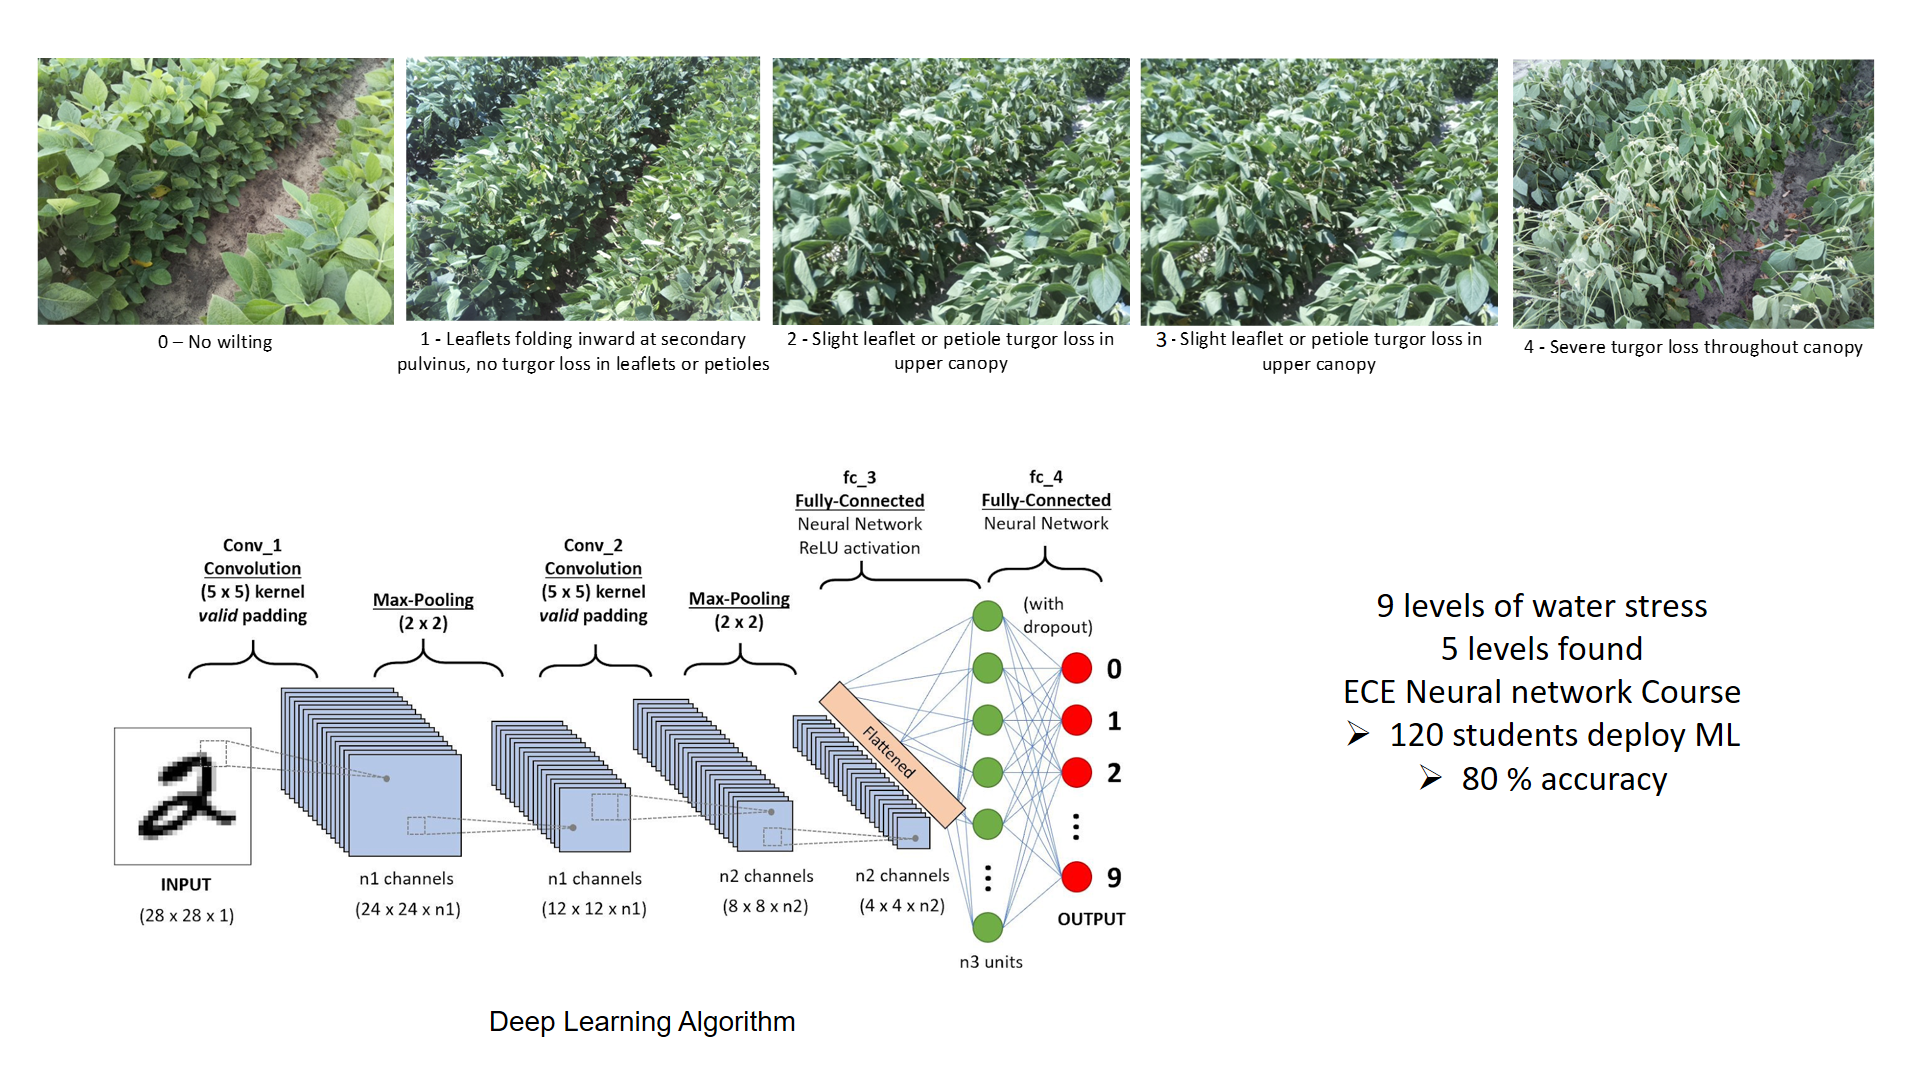 0 – No wilting
1 - Leaflets folding inward at secondary
pulvinus, no turgor loss in leaflets or petioles
2 - Slight leaflet or petiole turgor loss in
upper canopy
3 - Slight leaflet or petiole turgor loss in
upper canopy
4 - Severe turgor loss throughout canopy
Conv_1
Convolution
(5 x 5) kernel
valid padding
Max-Pooling
(2 x 2)
Conv_2
Convolution
(5 x 5) kernel
valid padding
Max-Pooling
(2 x 2)
fc_3
Fully-Connected
Neural Network
ReLU activation
fc_4
Fully-Connected
Neural Network
(with
dropout)
Flattened
0
1
2
9
OUTPUT
2
INPUT
(28 x 28 x 1)
n1 channels
(24 x 24 x n1)
n1 channels
(12 x 12 x n1)
n2 channels
(8 x 8 x n2)
n2 channels
(4 x 4 x n2)
n3 units
Deep Learning Algorithm
9 levels of water stress
5 levels found
ECE Neural network Course
➢ 120 students deploy ML
➢ 80 % accuracy